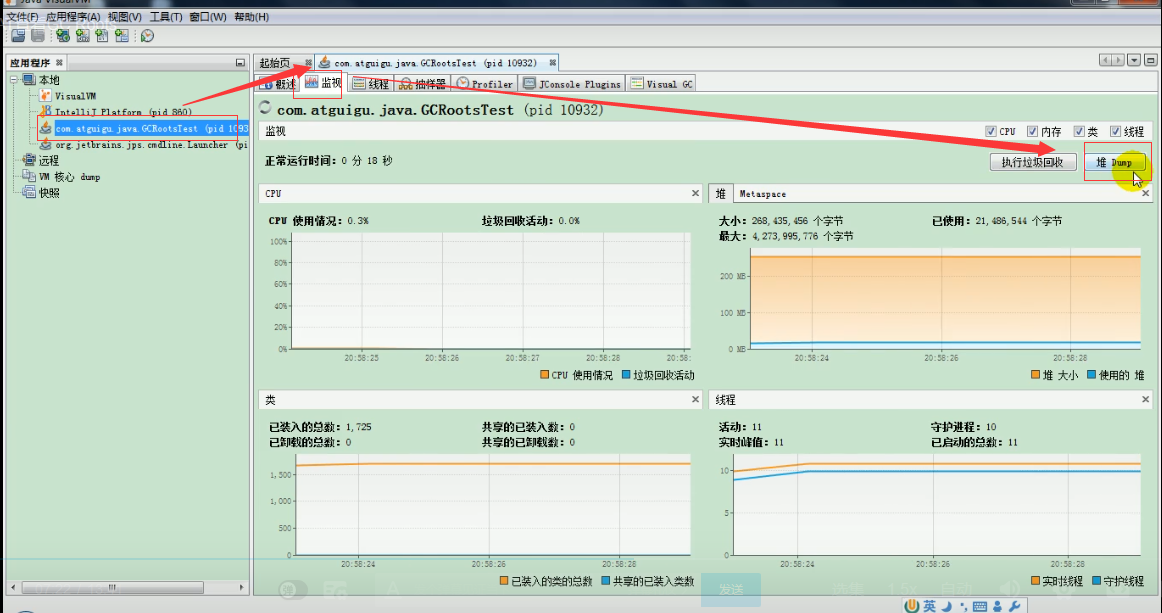 Java VisualVM
文件(F) 应用程序(A) 视图(V) 工具(T) 窗口(W) 帮助(H)
应用程序
本地
VisualVM
IntelliJ Platform (pid 860)
com.atguigu.java.GCRootsTest (pid 1093
org.jetbrains.jps.cmdline.Launcher (pi
远程
VM 核心 dump
快照
起始页 com.atguigu.java.GCRootsTest (pid 10932)
概述 监视 线程 抽样器 Profiler JConsole Plugins Visual GC
com.atguigu.java.GCRootsTest (pid 10932)
监视 CPU 内存 类 线程
正常运行时间: 0 分 18 秒 执行垃圾回收 堆 Dump
CPU
CPU 使用情况: 0.3% 垃圾回收活动: 0.0%
100%
80%
60%
40%
20%
0%
20:58:25 20:58:26 20:58:27 20:58:28 20:58:
CPU 使用情况 垃圾回收活动
堆 Metaspace
大小: 268,435,456 个字节 已使用: 21,486,544 个字节
最大: 4,273,995,776 个字节
200 MB
100 MB
0 MB
20:58:24 20:58:26 20:58:28
堆 大小 使用的 堆
类
已装入的总数: 1,725 共享的已装入数: 0
已卸载的总数: 0 共享的已卸载数: 0
1,500
1,000
500
0
20:58:24 20:58:26 20:58:28
已装入的类的总数 共享的已装入类数
线程
活动: 11 守护进程: 10
实时峰值: 11 已启动的总数: 11
10
5
0
20:58:24 20:58:26 20:58:28
实时线程 守护线程
发送
英